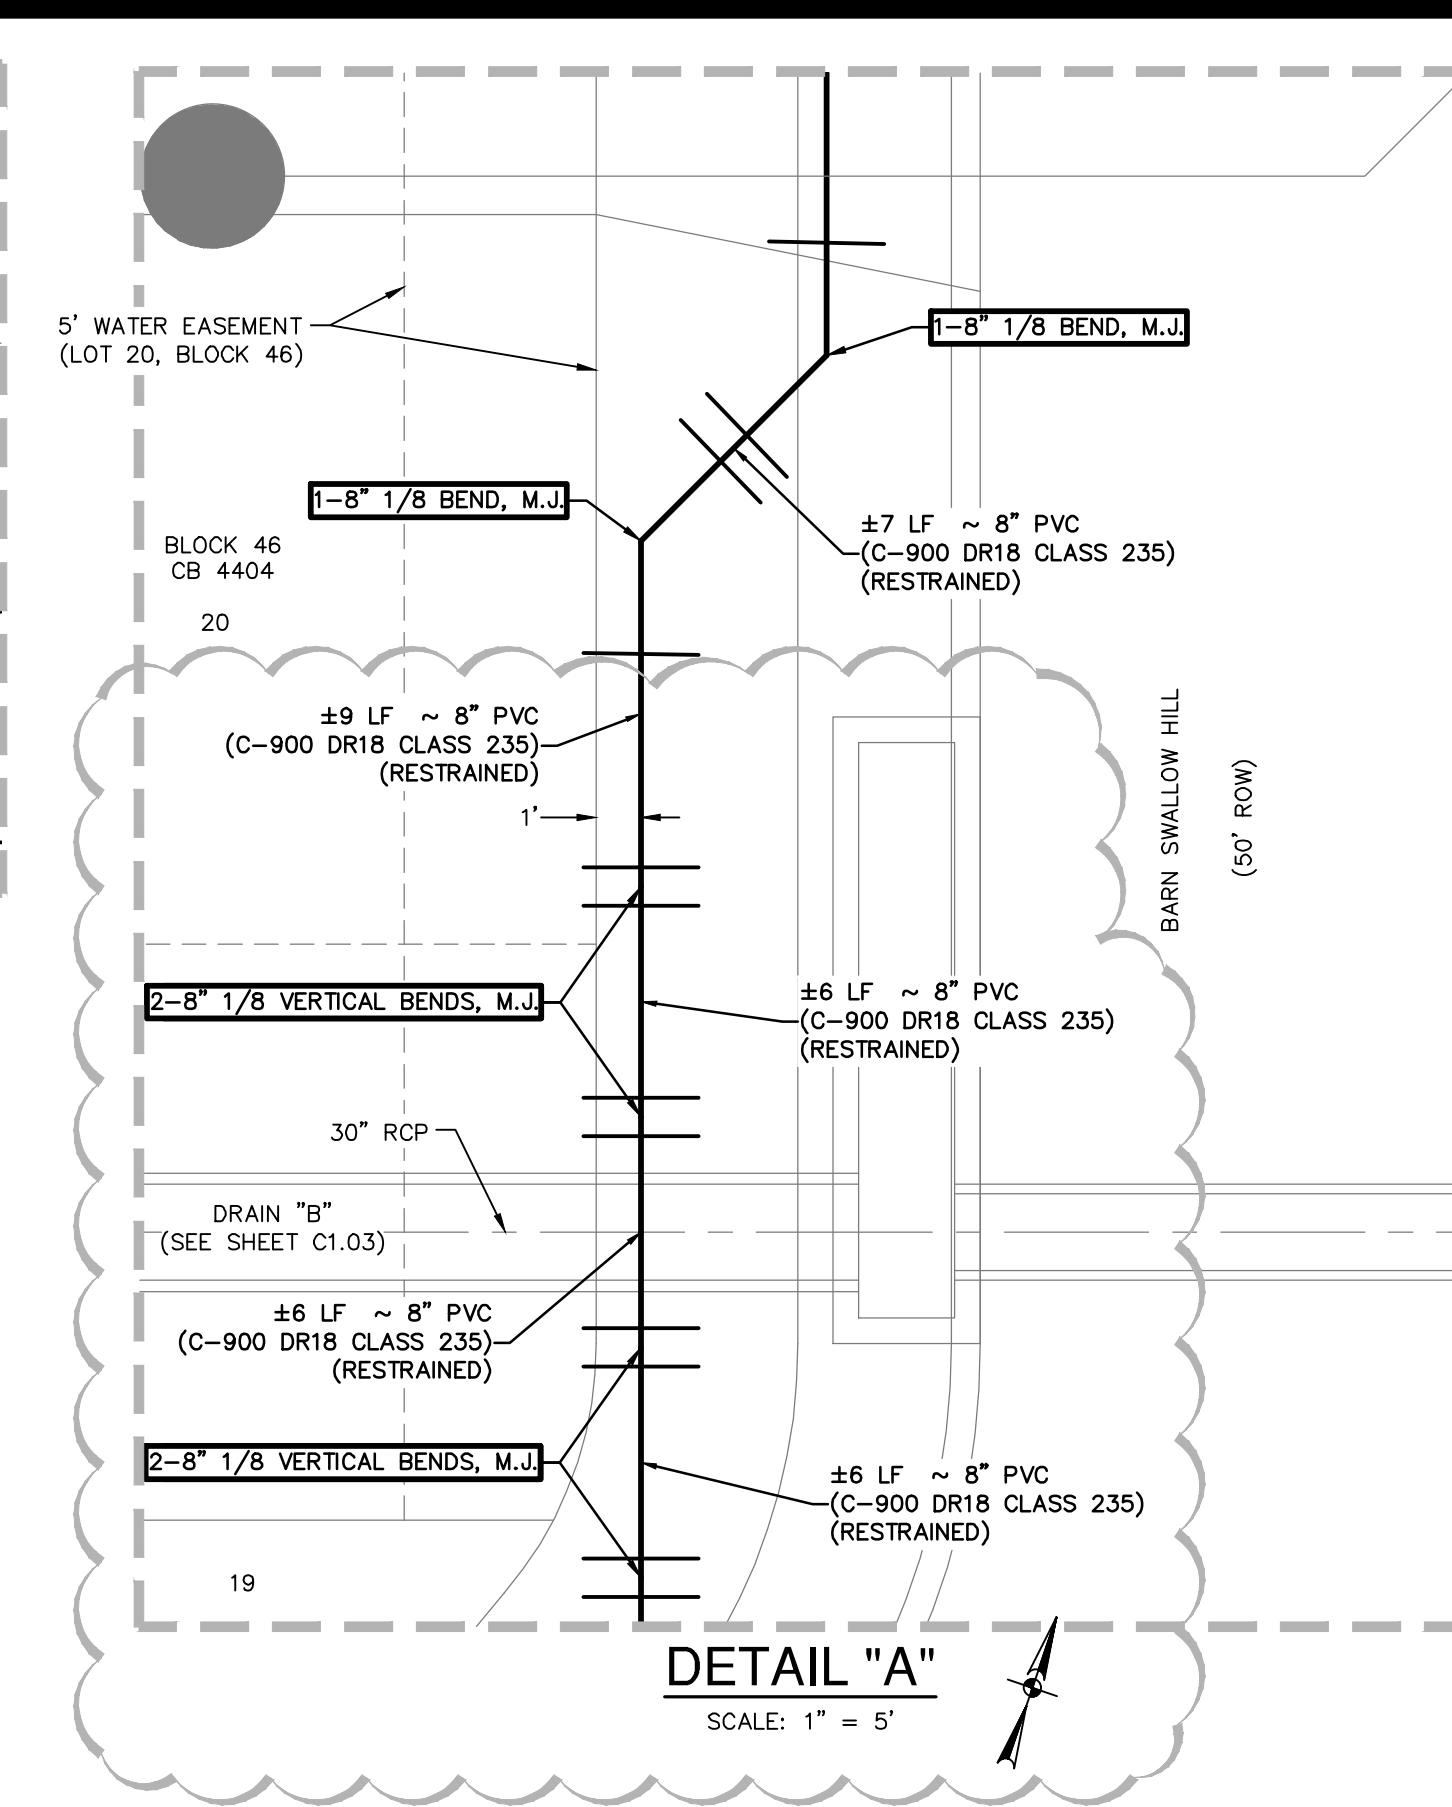 5' WATER EASEMENT
(LOT 20, BLOCK 46)
1-8" 1/8 BEND, M.J.
1-8" 1/8 BEND, M.J.
±7 LF ~ 8" PVC
(C-900 DR18 CLASS 235)
(RESTRAINED)
BLOCK 46
CB 4404
20
±9 LF ~ 8" PVC
(C-900 DR18 CLASS 235)
(RESTRAINED)
BARN SWALLOW HILL
(50' ROW)
1'
2-8" 1/8 VERTICAL BENDS, M.J.
±6 LF ~ 8" PVC
(C-900 DR18 CLASS 235)
(RESTRAINED)
30" RCP
DRAIN "B"
(SEE SHEET C1.03)
±6 LF ~ 8" PVC
(C-900 DR18 CLASS 235)
(RESTRAINED)
2-8" 1/8 VERTICAL BENDS, M.J.
±6 LF ~ 8" PVC
(C-900 DR18 CLASS 235)
(RESTRAINED)
19
DETAIL "A"
SCALE: 1" = 5'